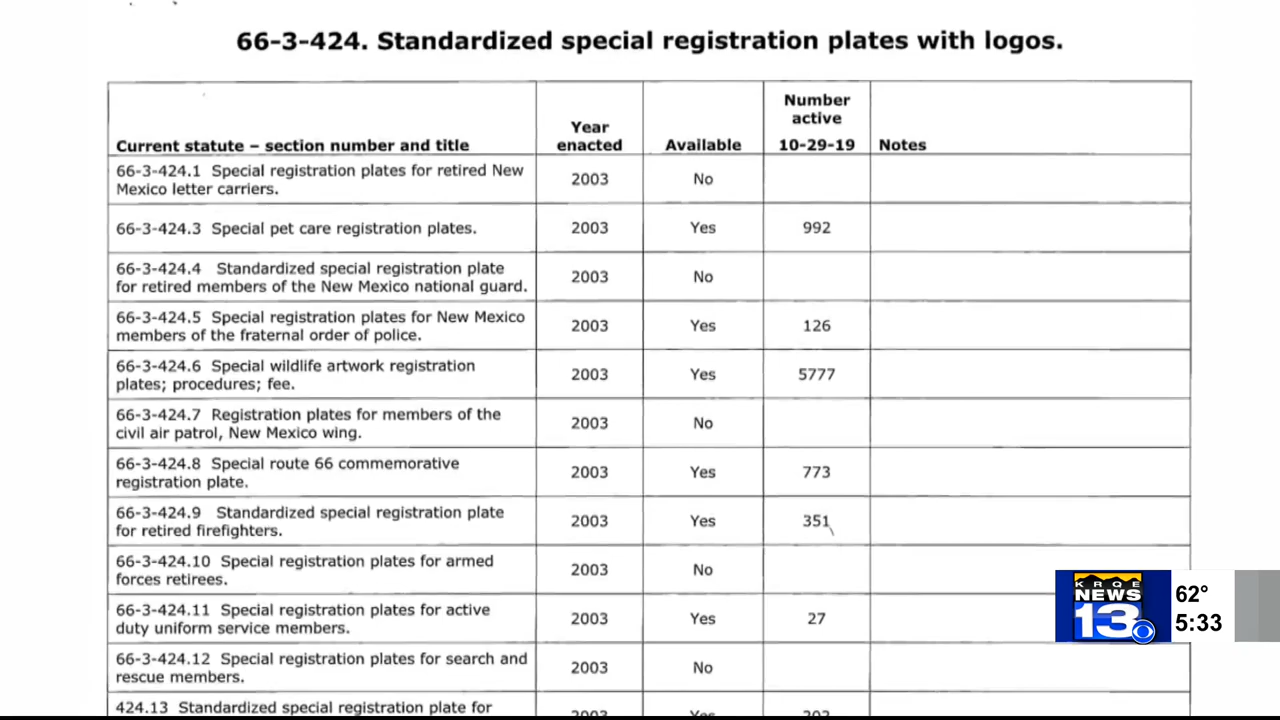 66-3-424. Standardized special registration plates with logos.
Current statute – section number and title
Year enacted
Available
Number active 10-29-19
Notes
66-3-424.1 Special registration plates for retired New
Mexico letter carriers.
2003
No
66-3-424.3 Special pet care registration plates.
2003
Yes
992
66-3-424.4 Standardized special registration plate
for retired members of the New Mexico national guard.
2003
No
66-3-424.5 Special registration plates for New Mexico
members of the fraternal order of police.
2003
Yes
126
66-3-424.6 Special wildlife artwork registration
plates; procedures; fee.
2003
Yes
5777
66-3-424.7 Registration plates for members of the
civil air patrol, New Mexico wing.
2003
No
66-3-424.8 Special route 66 commemorative
registration plate.
2003
Yes
773
66-3-424.9 Standardized special registration plate
for retired firefighters.
2003
Yes
351
66-3-424.10 Special registration plates for armed
forces retirees.
2003
No
66-3-424.11 Special registration plates for active
duty uniform service members.
2003
Yes
27
66-3-424.12 Special registration plates for search and
rescue members.
2003
No
424.13 Standardized special registration plate for
2003
Yes
KRQE
NEWS
13
62°
5:33